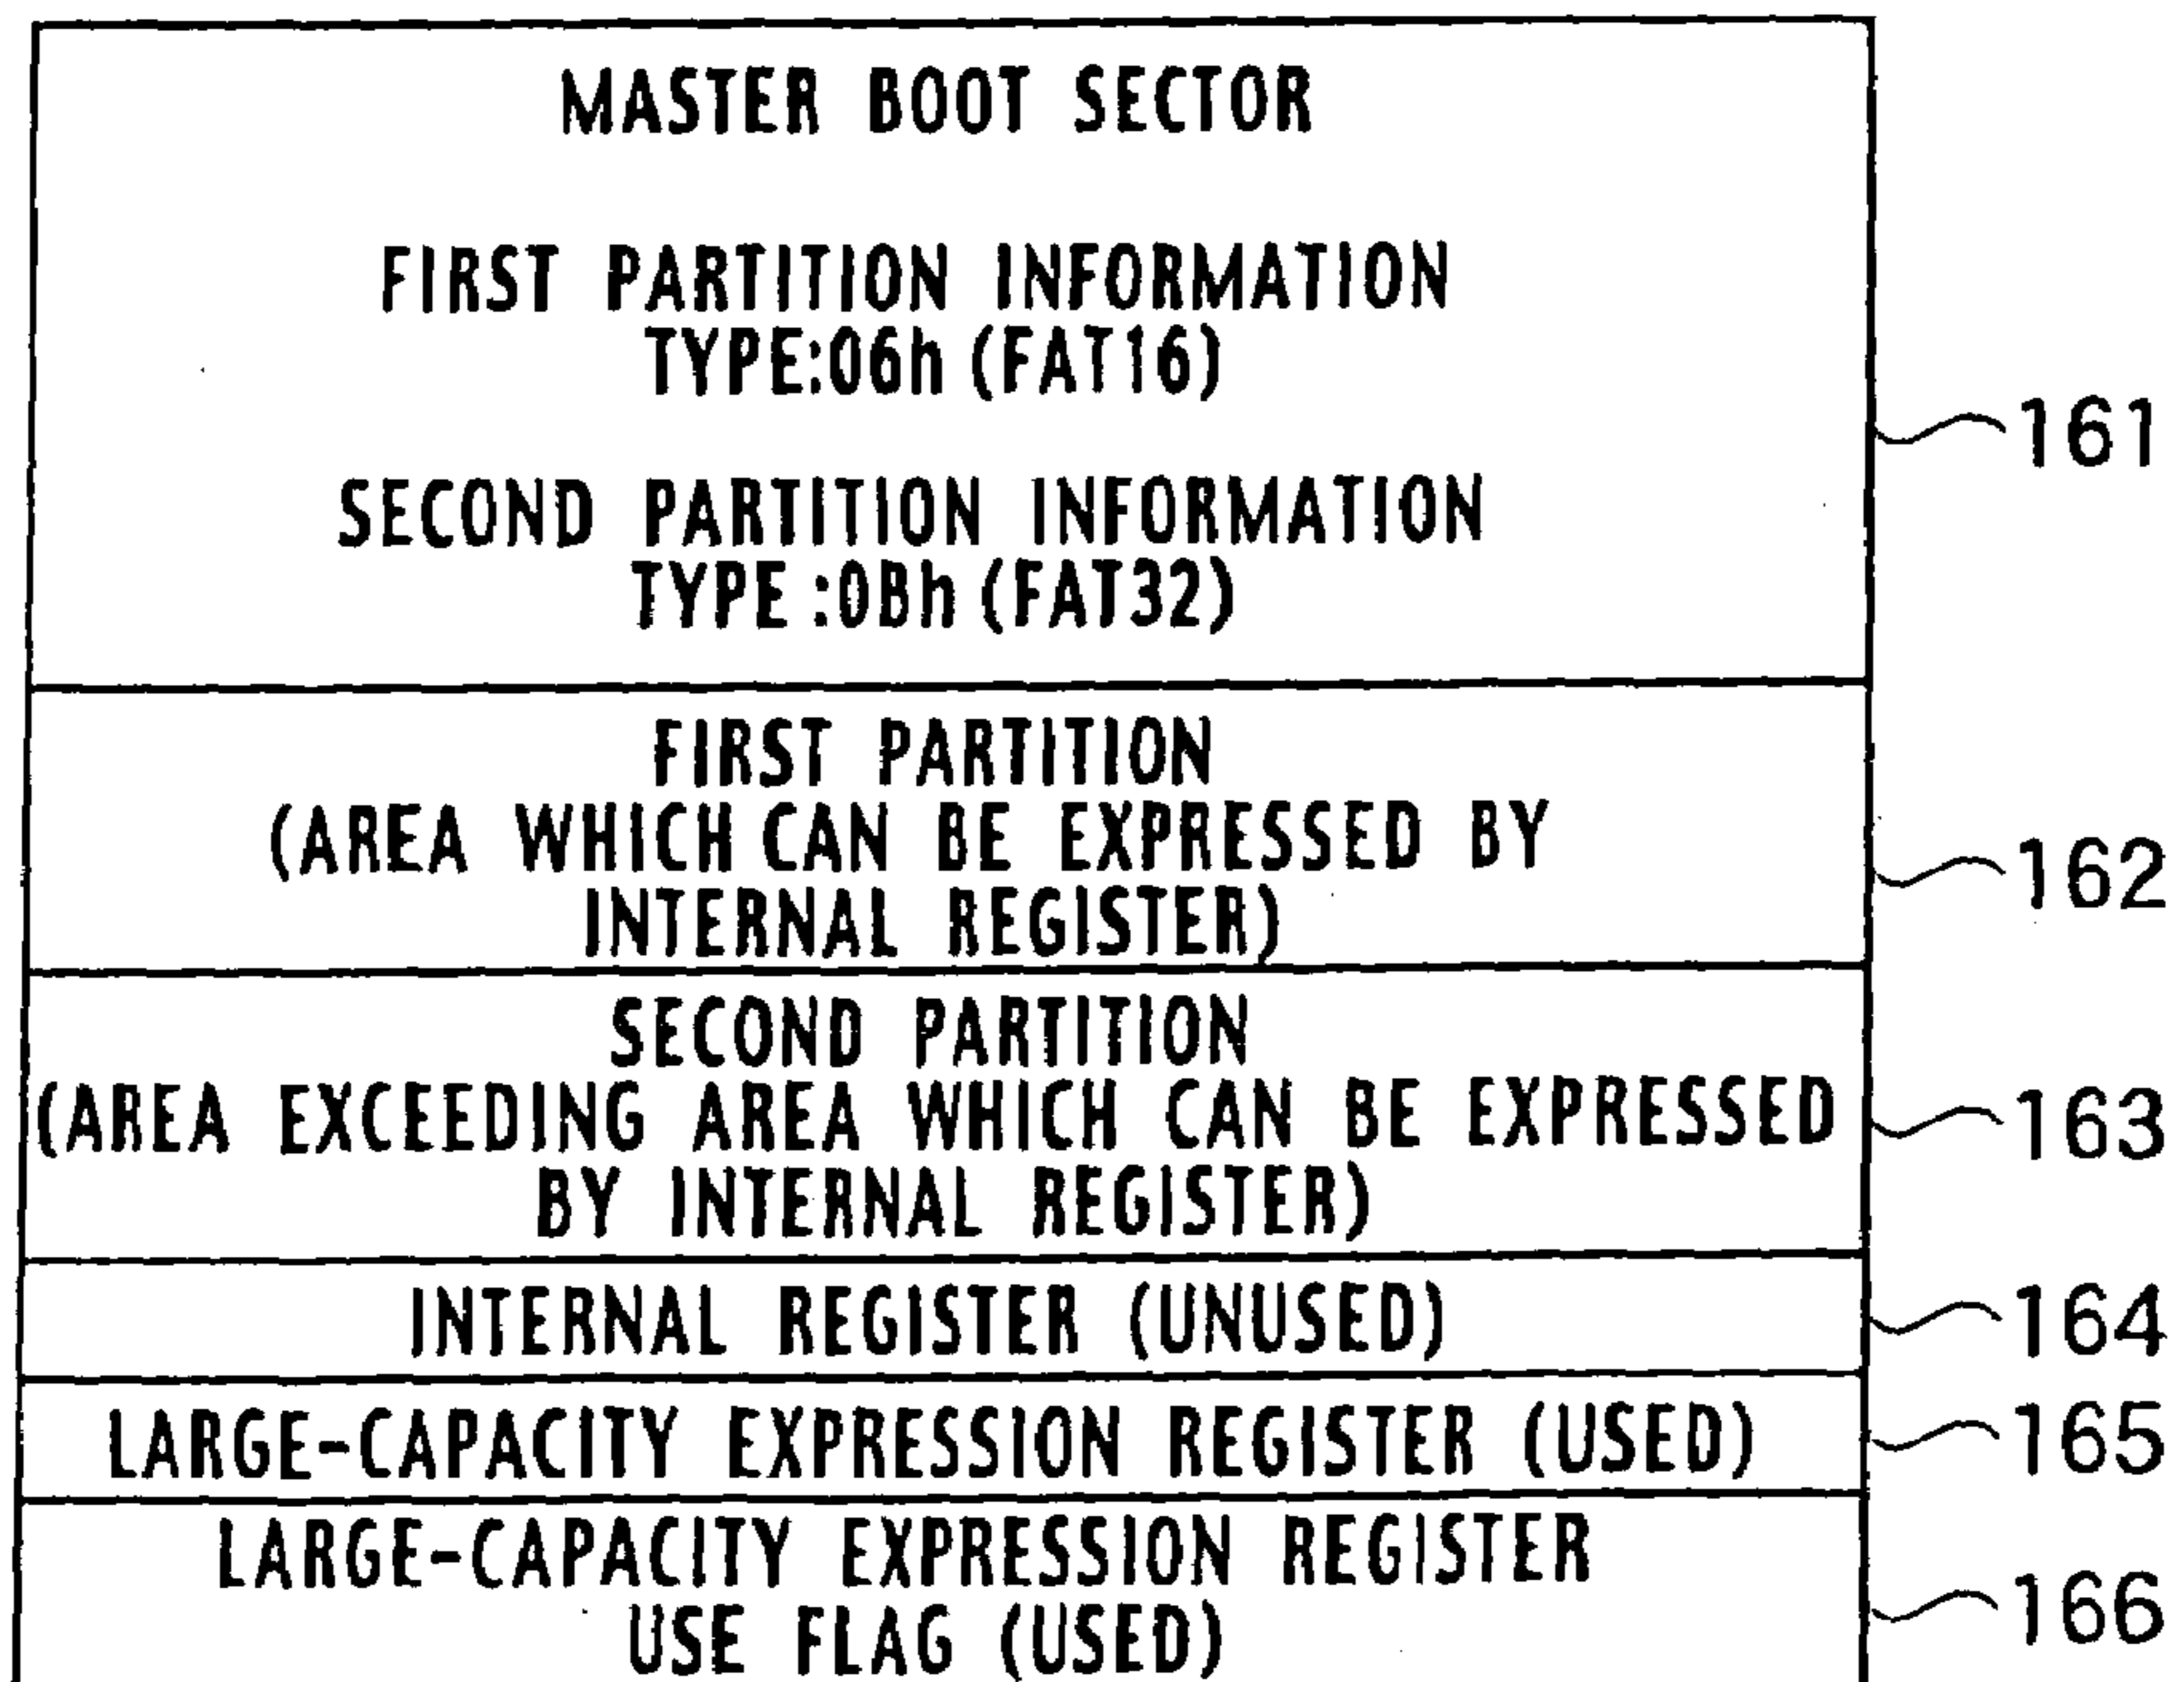 MASTER BOOT SECTOR
FIRST PARTITION INFORMATION
TYPE:06h (FAT16)
161
SECOND PARTITION INFORMATION
TYPE :0Bh (FAT32)
FIRST PARTITION
(AREA WHICH CAN BE EXPRESSED BY
162
INTERNAL REGISTER)
SECOND PARTITION
(AREA EXCEEDING AREA WHICH CAN BE EXPRESSED
163
BY INTERNAL REGISTER)
INTERNAL REGISTER (UNUSED)
164
LARGE-CAPACITY EXPRESSION REGISTER (USED)
165
LARGE-CAPACITY EXPRESSION REGISTER
166
USE FLAG (USED)